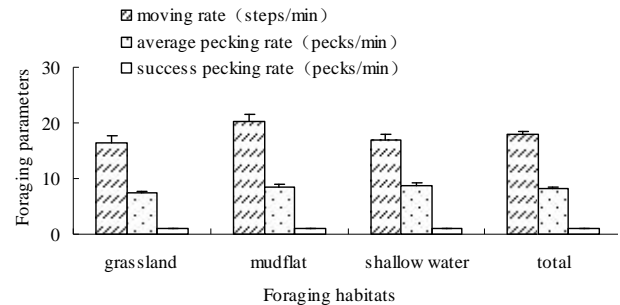 moving rate（steps/min）
average pecking rate（pecks/min）
success pecking rate（pecks/min）
30
20
10
0
Foraging parameters
grassland mudflat shallow water total
Foraging habitats